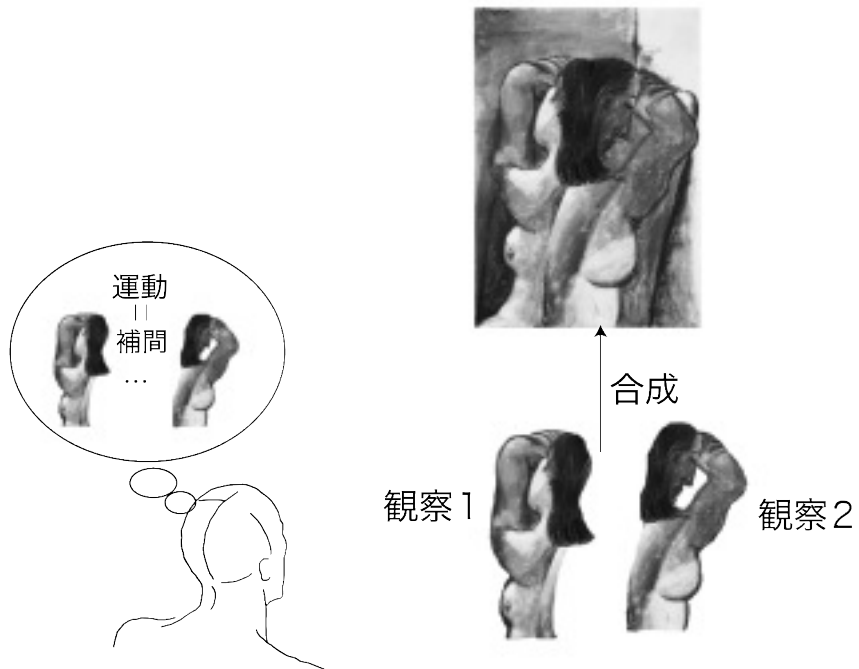 運動
=
補間
…
合成
観察1
観察2